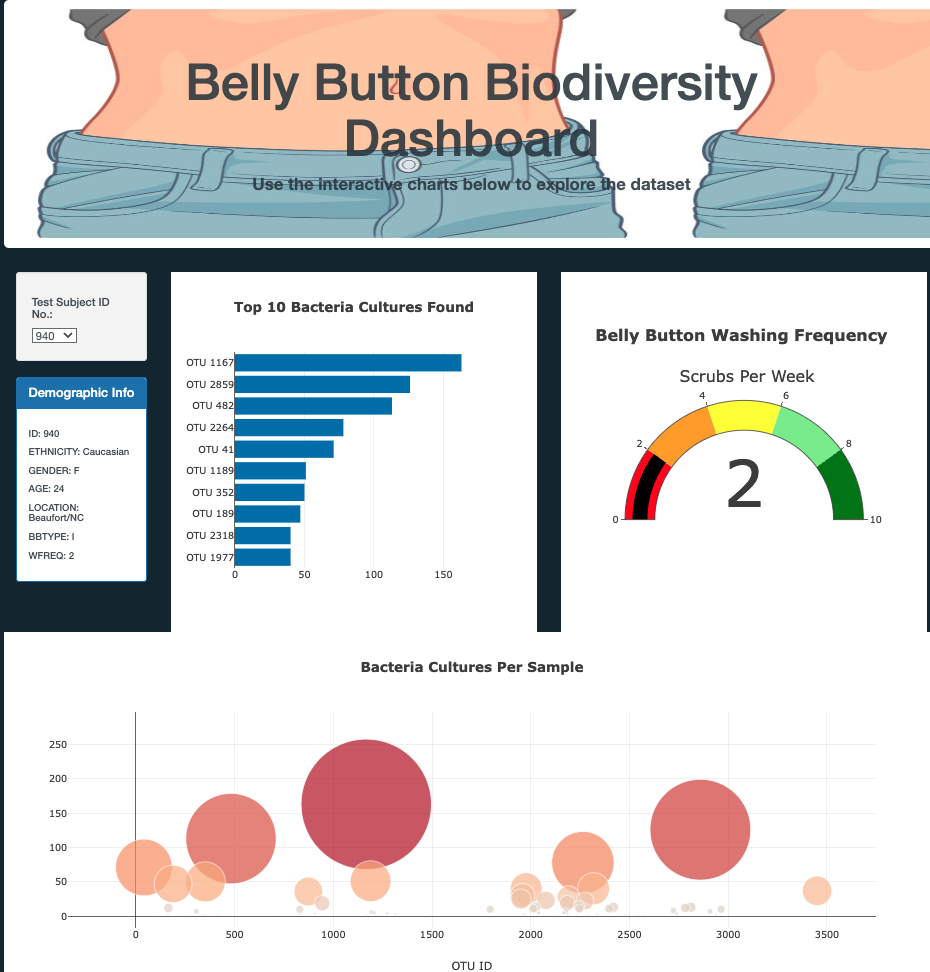 Belly Button Biodiversity
Dashboard
Use the interactive charts below to explore the dataset
Test Subject ID
No.:
940
Demographic Info
ID: 940
ETHNICITY: Caucasian
GENDER: F
AGE: 24
LOCATION:
Beaufort/NC
BBTYPE: I
WFREQ: 2
Top 10 Bacteria Cultures Found
OTU 1167
OTU 2859
OTU 482
OTU 2264
OTU 41
OTU 1189
OTU 352
OTU 189
OTU 2318
OTU 1977
0 50 100 150
Belly Button Washing Frequency
Scrubs Per Week
4 6
2 8
2
0 10
Bacteria Cultures Per Sample
250
200
150
100
50
0
0 500 1000 1500 2000 2500 3000 3500
OTU ID